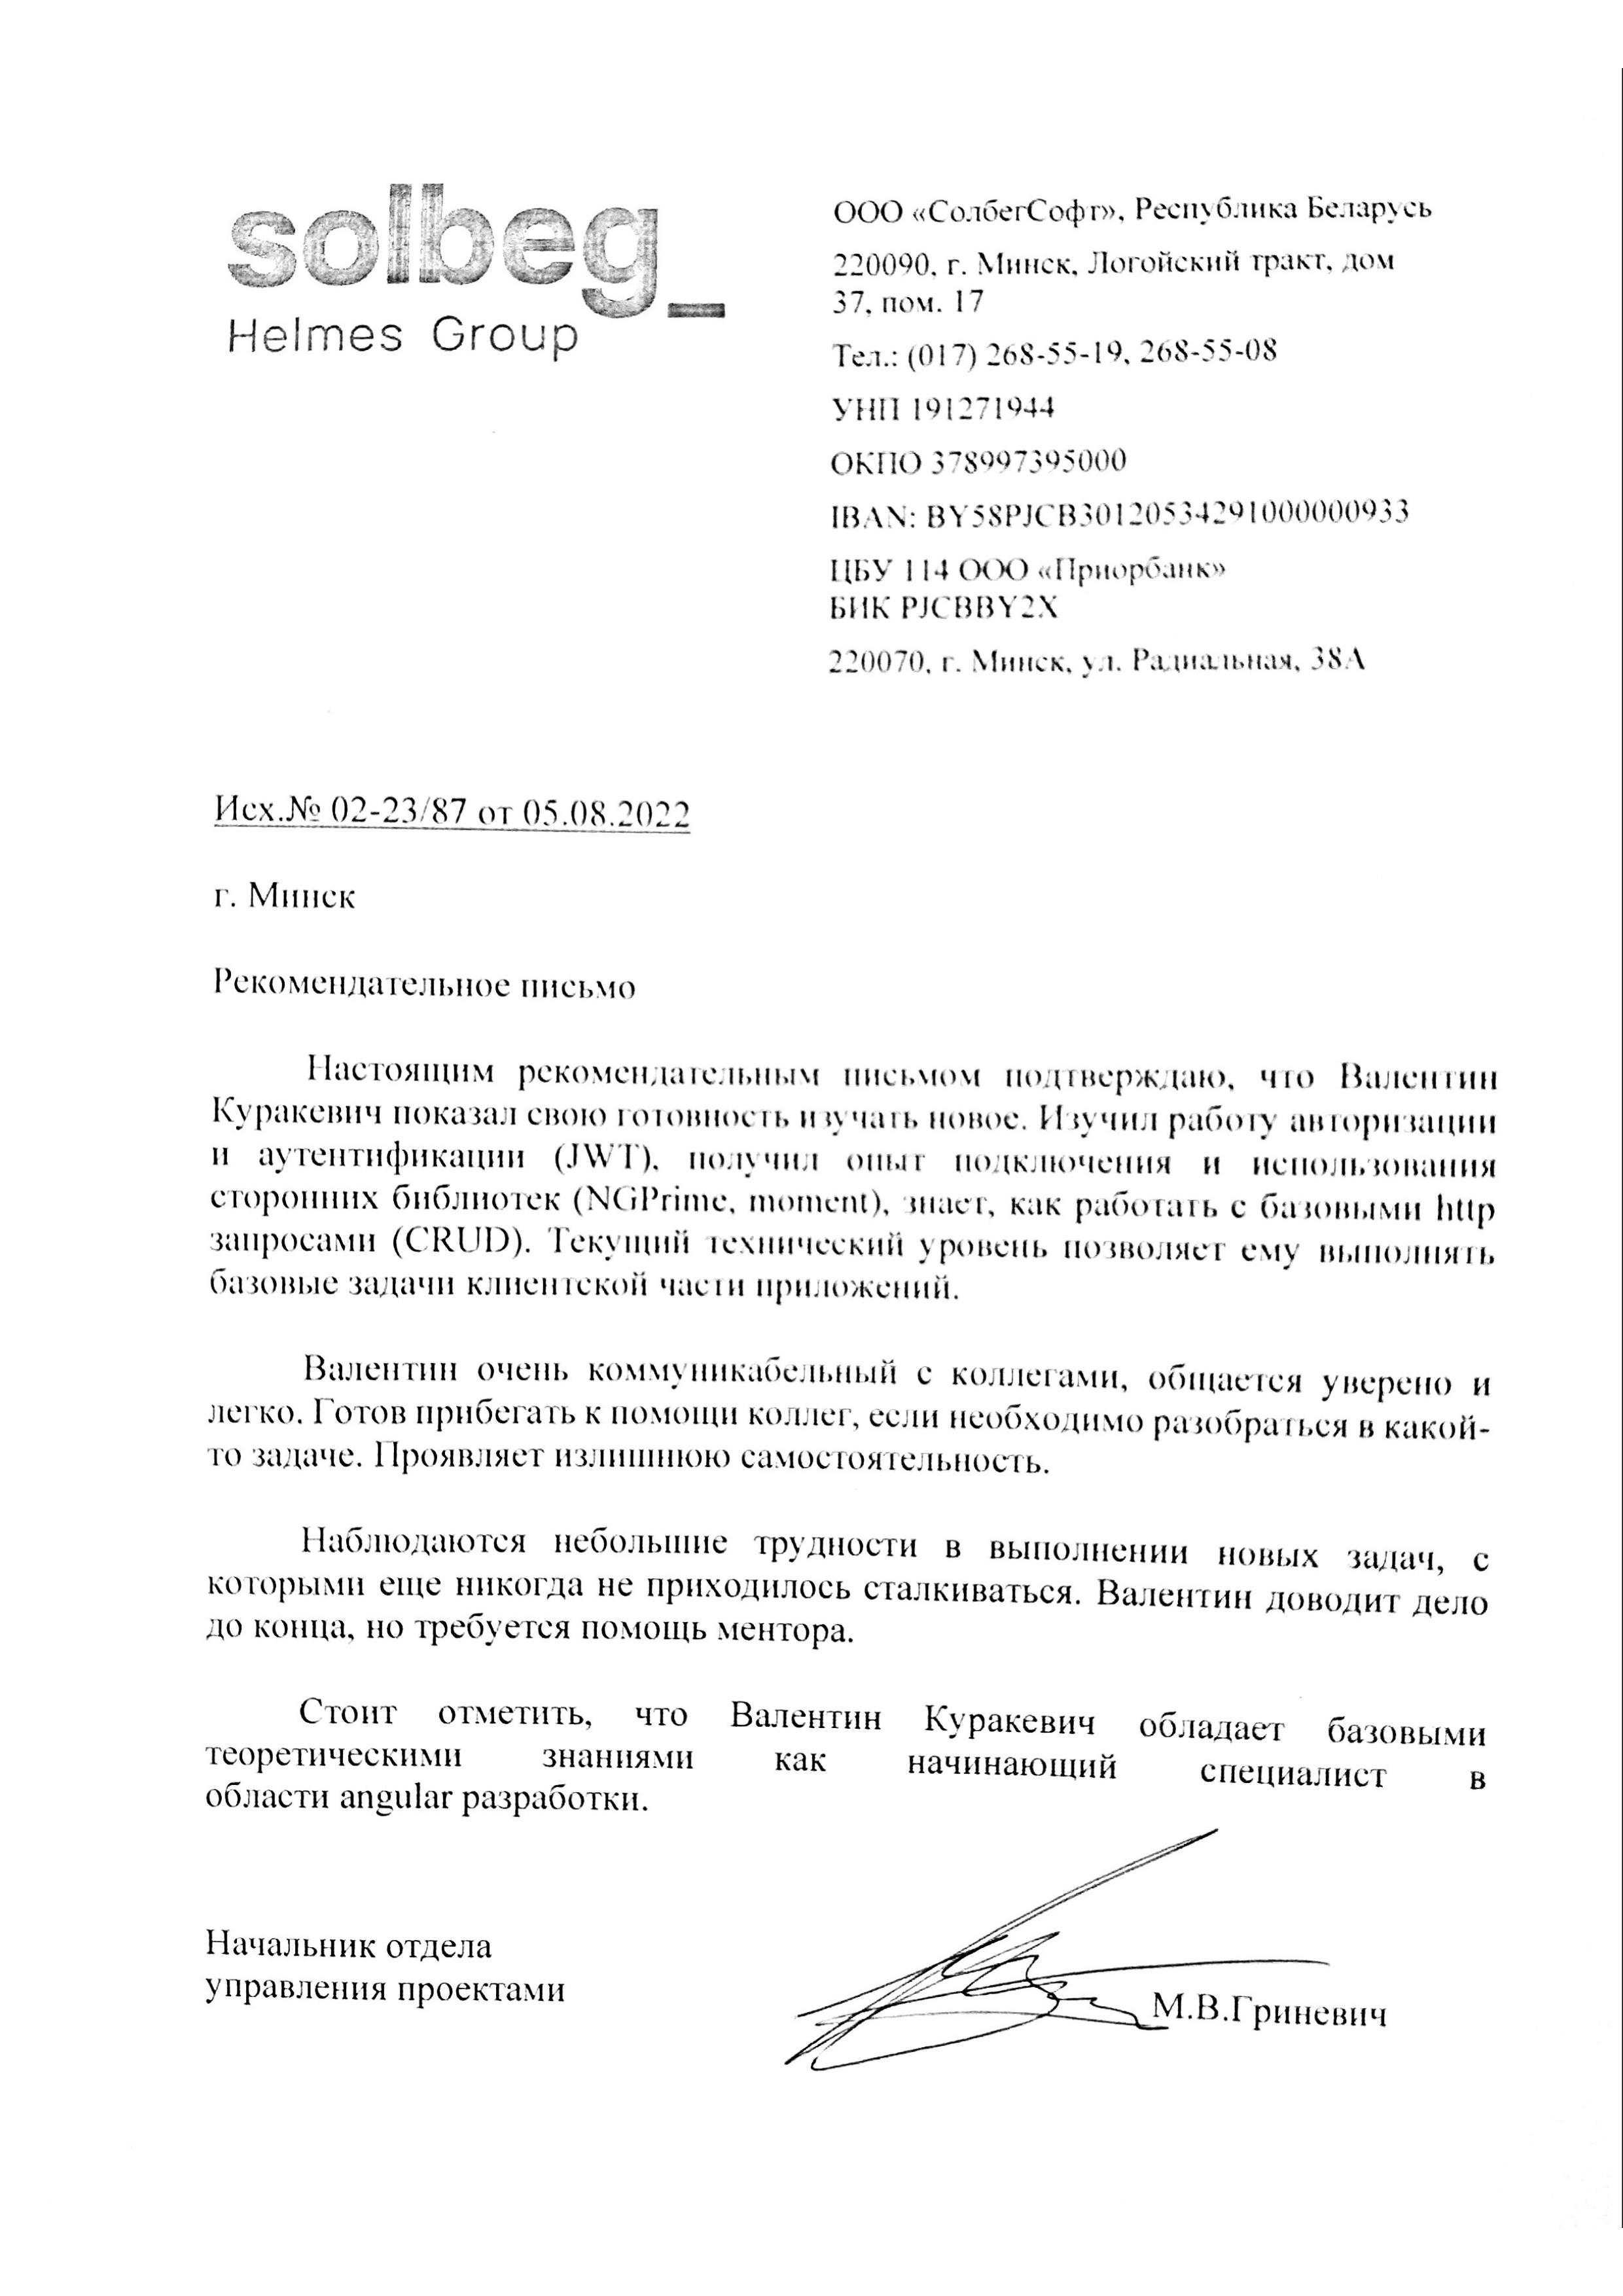 solbeg_
Helmes Group
ООО «СолбегСофт», Республика Беларусь
220090, г. Минск, Логойский тракт, дом
37, пом. 17
Тел.: (017) 268-55-19, 268-55-08
УНП 191271944
ОКПО 378997395000
IBAN: BY58PJCB30120534291000000933
ЦБУ 114 ООО «Приорбанк»
БИК PJCBBY2X
220070, г. Минск, ул. Радиальная, 38А
Исх.№ 02-23/87 от 05.08.2022
г. Минск
Рекомендательное письмо
Настоящим рекомендательным письмом подтверждаю, что Валентин
Куракевич показал свою готовность изучать новое. Изучил работу авторизации
и аутентификации (JWT), получил опыт подключения и использования
сторонних библиотек (NGPrime, moment), знает, как работать с базовыми http
запросами (CRUD). Текущий технический уровень позволяет ему выполнять
базовые задачи клиентской части приложений.
Валентин очень коммуникабельный с коллегами, общается уверено и
легко. Готов прибегать к помощи коллег, если необходимо разобраться в какой-
то задаче. Проявляет излишнюю самостоятельность.
Наблюдаются небольшие трудности в выполнении новых задач, с
которыми еще никогда не приходилось сталкиваться. Валентин доводит дело
до конца, но требуется помощь ментора.
Стоит отметить, что Валентин Куракевич обладает базовыми
теоретическими знаниями как начинающий специалист в
области angular разработки.
Начальник отдела
управления проектами
М.В.Гриневич